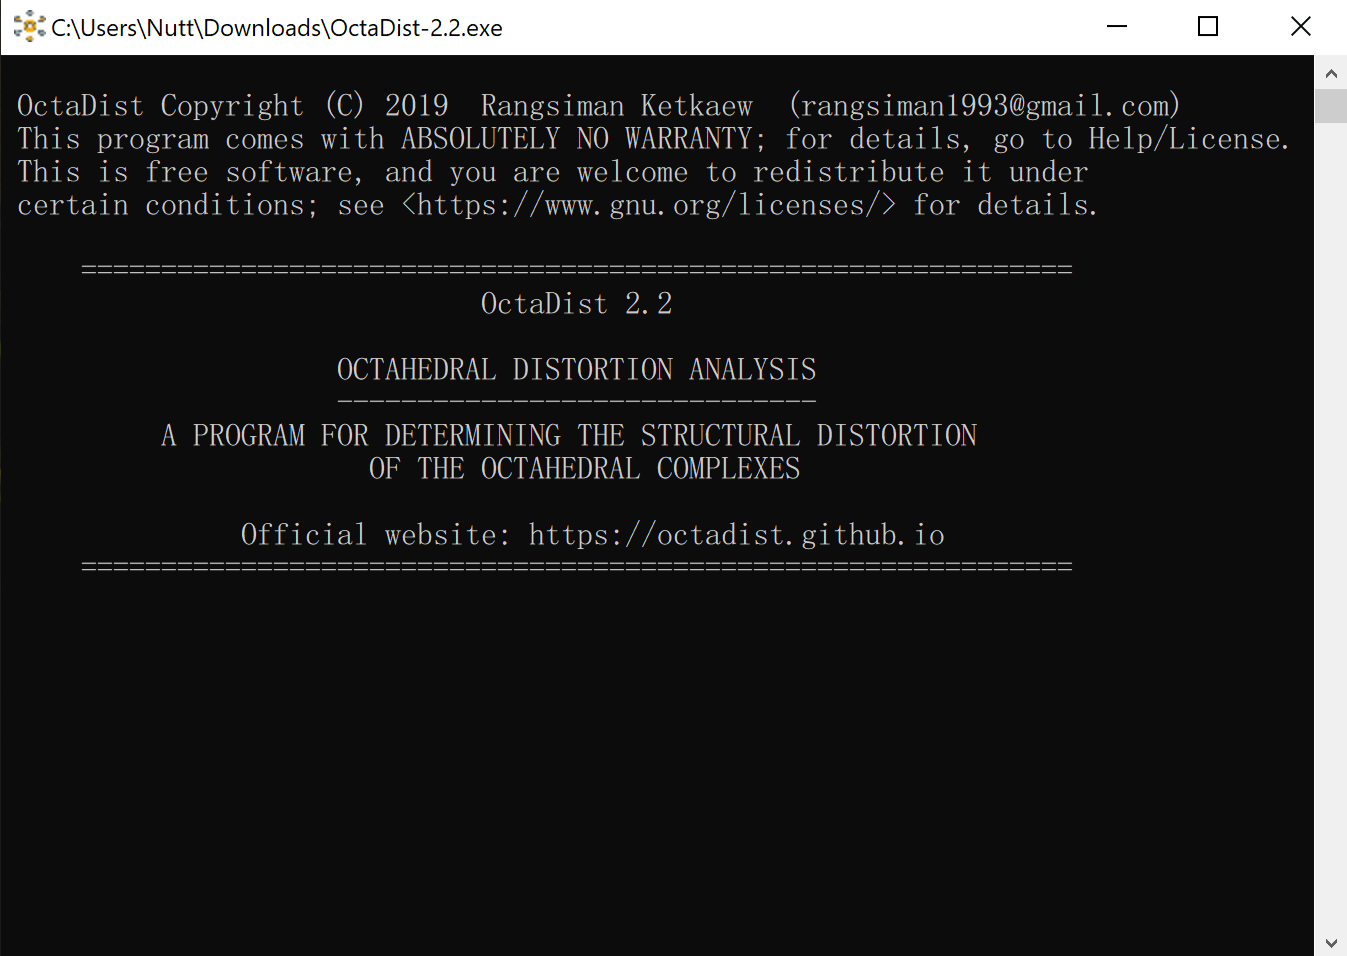 C:\Users\Nutt\Downloads\OctaDist-2.2.exe
OctaDist Copyright (C) 2019  Rangsiman Ketkaew  (rangsiman1993@gmail.com)
This program comes with ABSOLUTELY NO WARRANTY; for details, go to Help/License.
This is free software, and you are welcome to redistribute it under
certain conditions; see <https://www.gnu.org/licenses/> for details.
==============================================================
OctaDist 2.2
OCTAHEDRAL DISTORTION ANALYSIS
------------------------------
A PROGRAM FOR DETERMINING THE STRUCTURAL DISTORTION
OF THE OCTAHEDRAL COMPLEXES
Official website: https://octadist.github.io
==============================================================